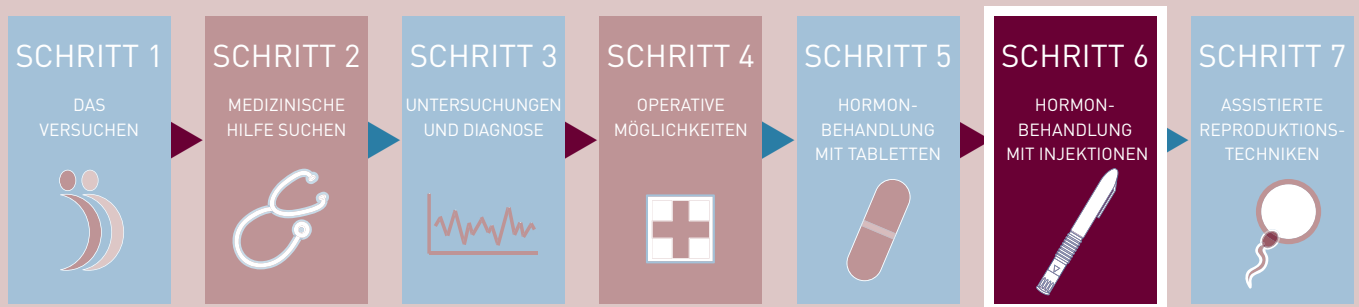 SCHRITT 1
DAS
VERSUCHEN
SCHRITT 2
MEDIZINISCHE
HILFE SUCHEN
SCHRITT 3
UNTERSUCHUNGEN
UND DIAGNOSE
SCHRITT 4
OPERATIVE
MÖGLICHKEITEN
SCHRITT 5
HORMON-
BEHANDLUNG
MIT TABLETTEN
SCHRITT 6
HORMON-
BEHANDLUNG
MIT INJEKTIONEN
SCHRITT 7
ASSISTIERTE
REPRODUKTIONS-
TECHNIKEN